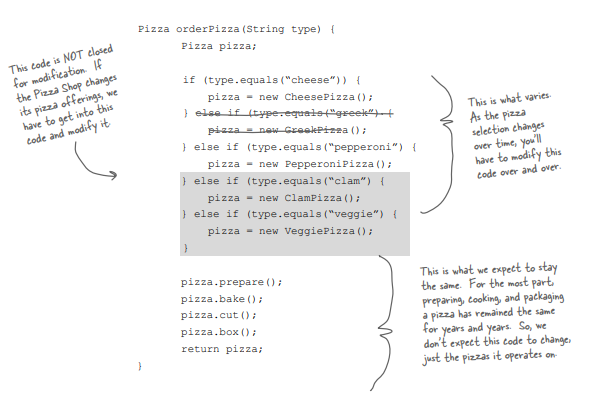 Pizza orderPizza(String type) {
Pizza pizza;
if (type.equals(“cheese”)) {
pizza = new CheesePizza();
} else if (type.equals(“greek”) {
pizza = new GreekPizza();
} else if (type.equals(“pepperoni”) {
pizza = new PepperoniPizza();
} else if (type.equals(“clam”) {
pizza = new ClamPizza();
} else if (type.equals(“veggie”) {
pizza = new VeggiePizza();
}
pizza.prepare();
pizza.bake();
pizza.cut();
pizza.box();
return pizza;
}
This code is NOT closed
for modification. If
the Pizza Shop changes
its pizza offerings, we
have to get into this
code and modify it.
This is what varies.
As the pizza
selection changes
over time, you’ll
have to modify this
code over and over.
This is what we expect to stay
the same. For the most part,
preparing, cooking, and packaging
a pizza has remained the same
for years and years. So, we
don’t expect this code to change,
just the pizzas it operates on.